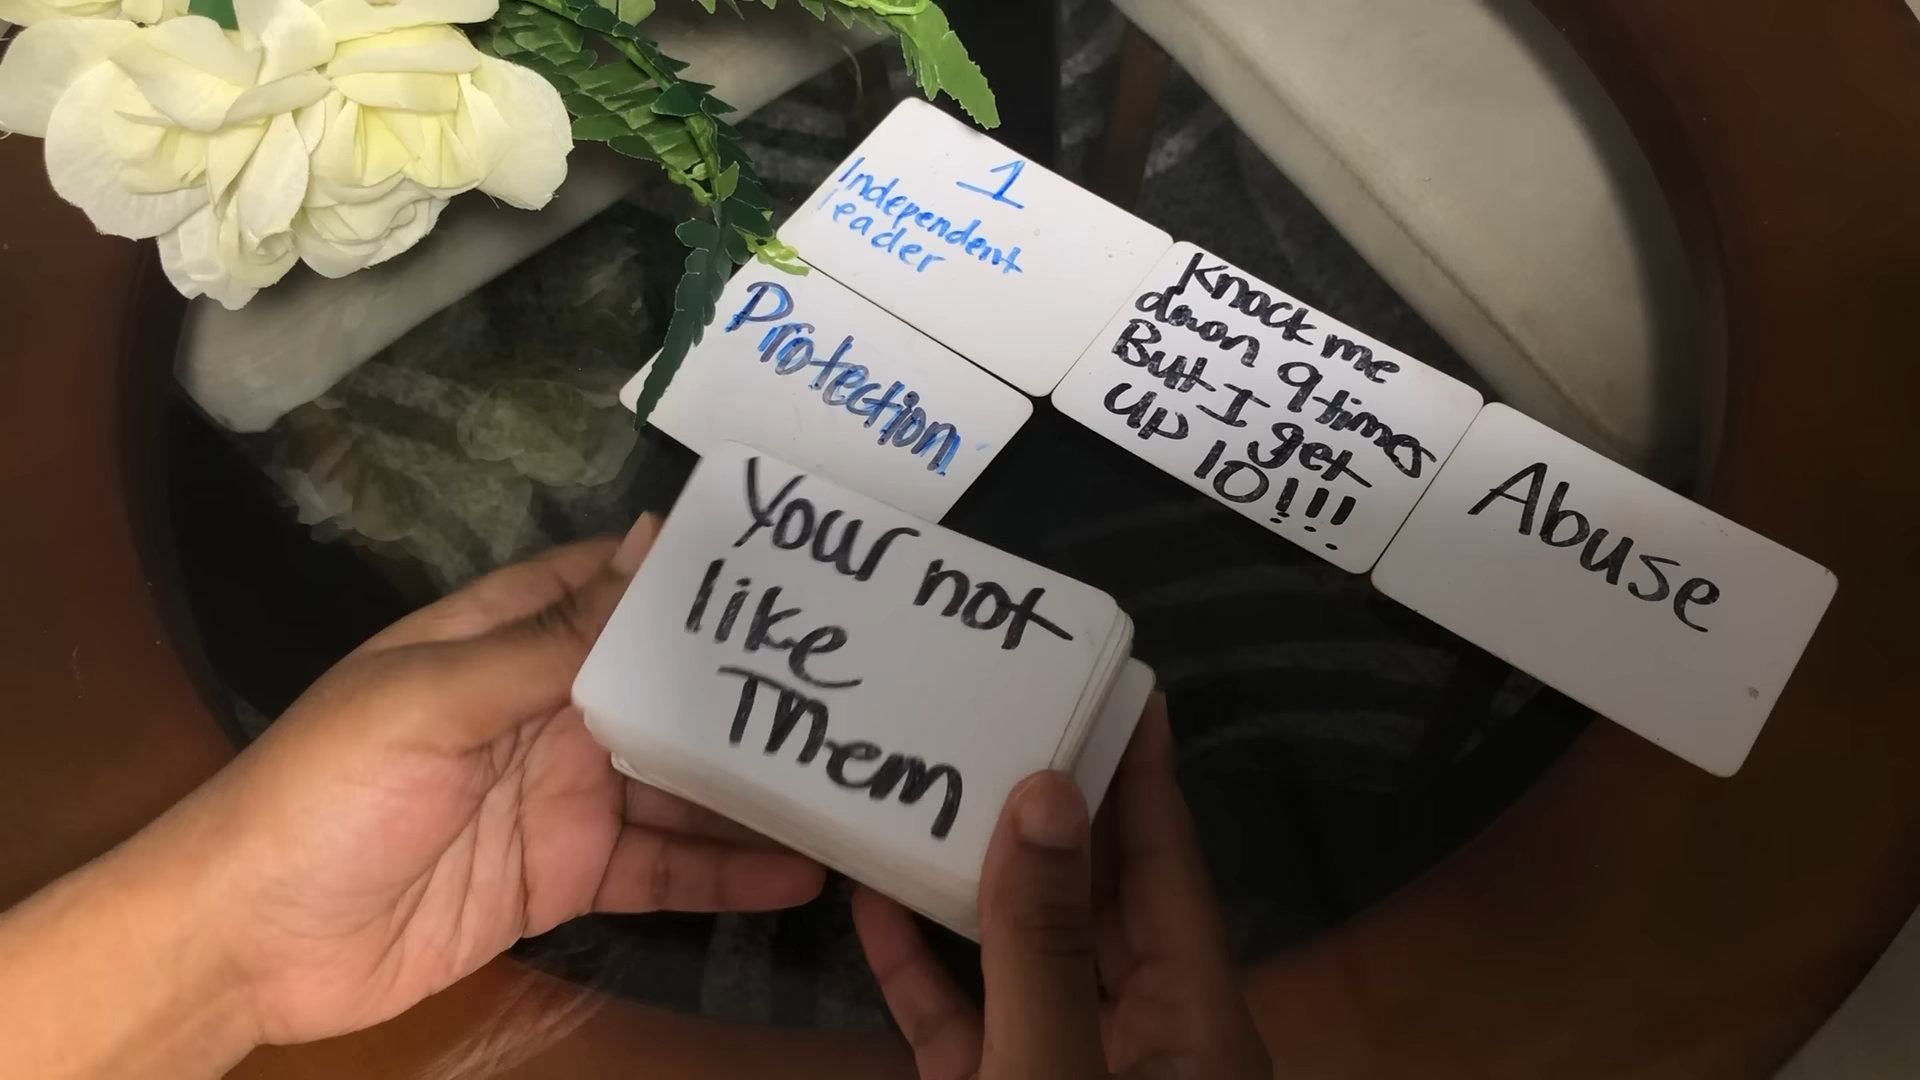 1
Independent
leader
Protection
Knock me
down 9 times
But I get
up 10!!!
Abuse
Your not
like
Them